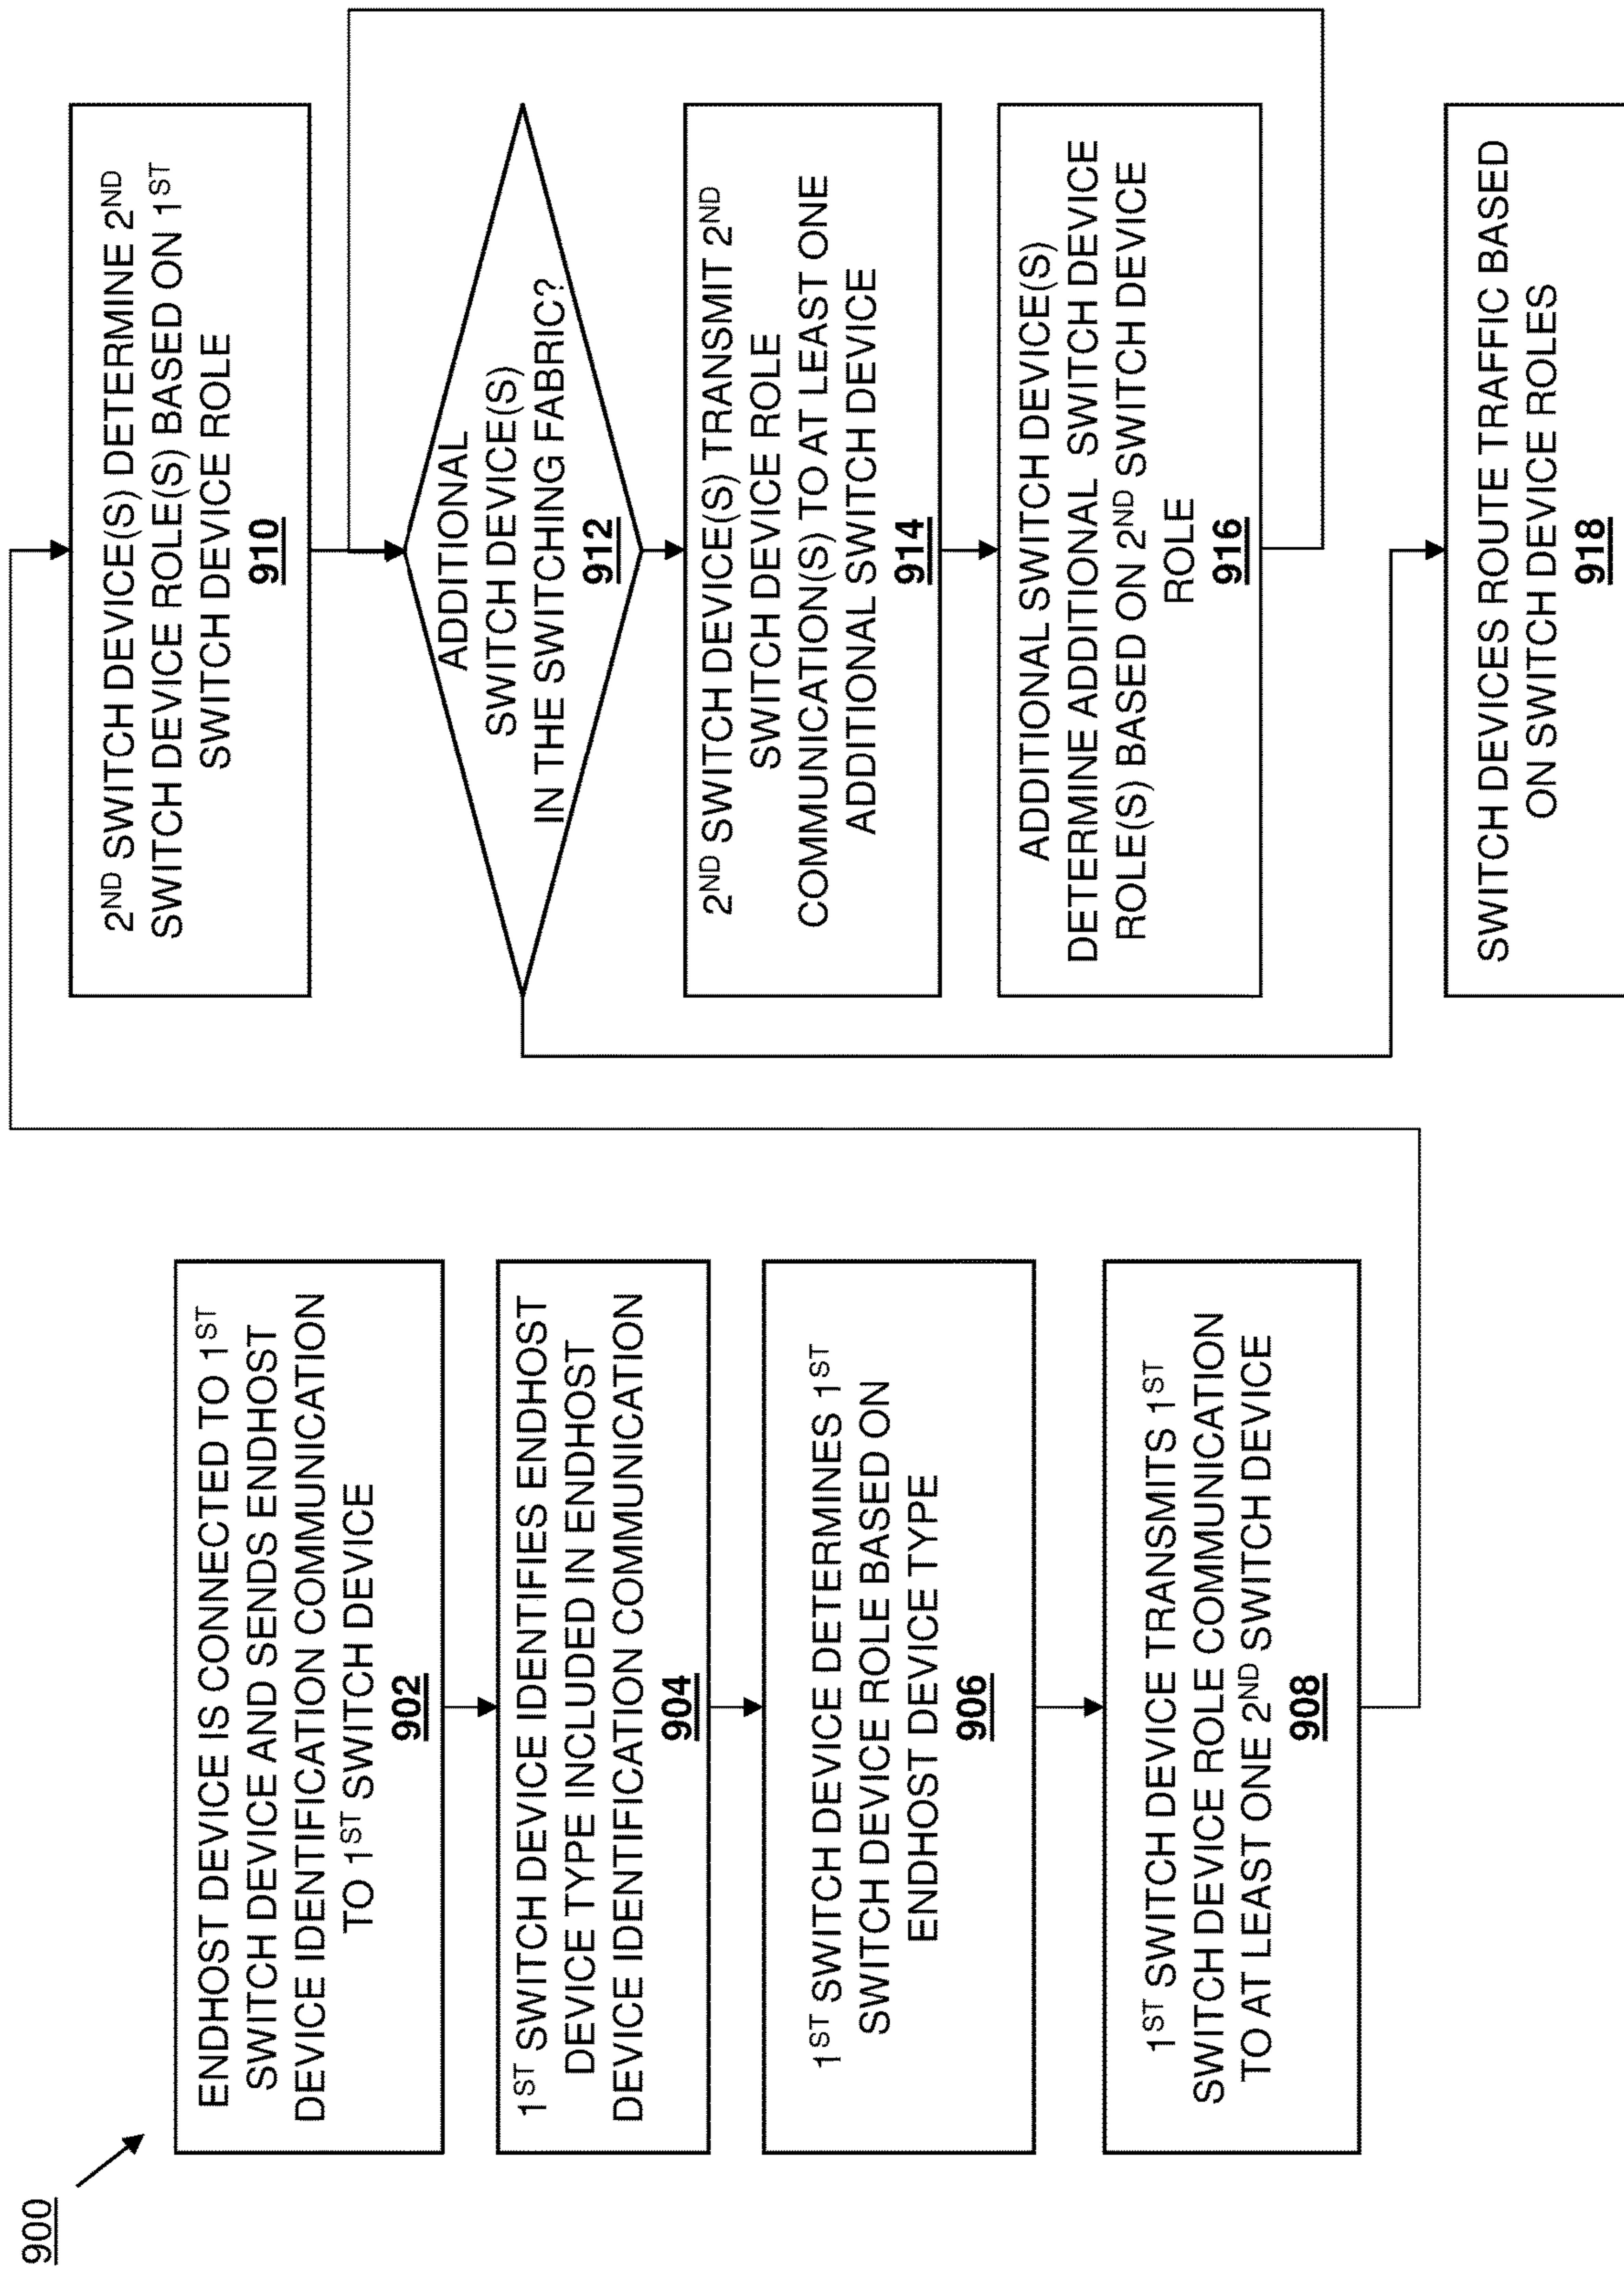 900
ENDHOST DEVICE IS CONNECTED TO 1ST
SWITCH DEVICE AND SENDS ENDHOST
DEVICE IDENTIFICATION COMMUNICATION
TO 1ST SWITCH DEVICE
902
1ST SWITCH DEVICE IDENTIFIES ENDHOST
DEVICE TYPE INCLUDED IN ENDHOST
DEVICE IDENTIFICATION COMMUNICATION
904
1ST SWITCH DEVICE DETERMINES 1ST
SWITCH DEVICE ROLE BASED ON
ENDHOST DEVICE TYPE
906
1ST SWITCH DEVICE TRANSMITS 1ST
SWITCH DEVICE ROLE COMMUNICATION
TO AT LEAST ONE 2ND SWITCH DEVICE
908
2ND SWITCH DEVICE(S) DETERMINE 2ND
SWITCH DEVICE ROLE(S) BASED ON 1ST
SWITCH DEVICE ROLE
910
ADDITIONAL
SWITCH DEVICE(S)
IN THE SWITCHING FABRIC?
912
2ND SWITCH DEVICE(S) TRANSMIT 2ND
SWITCH DEVICE ROLE
COMMUNICATION(S) TO AT LEAST ONE
ADDITIONAL SWITCH DEVICE
914
ADDITIONAL SWITCH DEVICE(S)
DETERMINE ADDITIONAL SWITCH DEVICE
ROLE(S) BASED ON 2ND SWITCH DEVICE
ROLE
916
SWITCH DEVICES ROUTE TRAFFIC BASED
ON SWITCH DEVICE ROLES
918